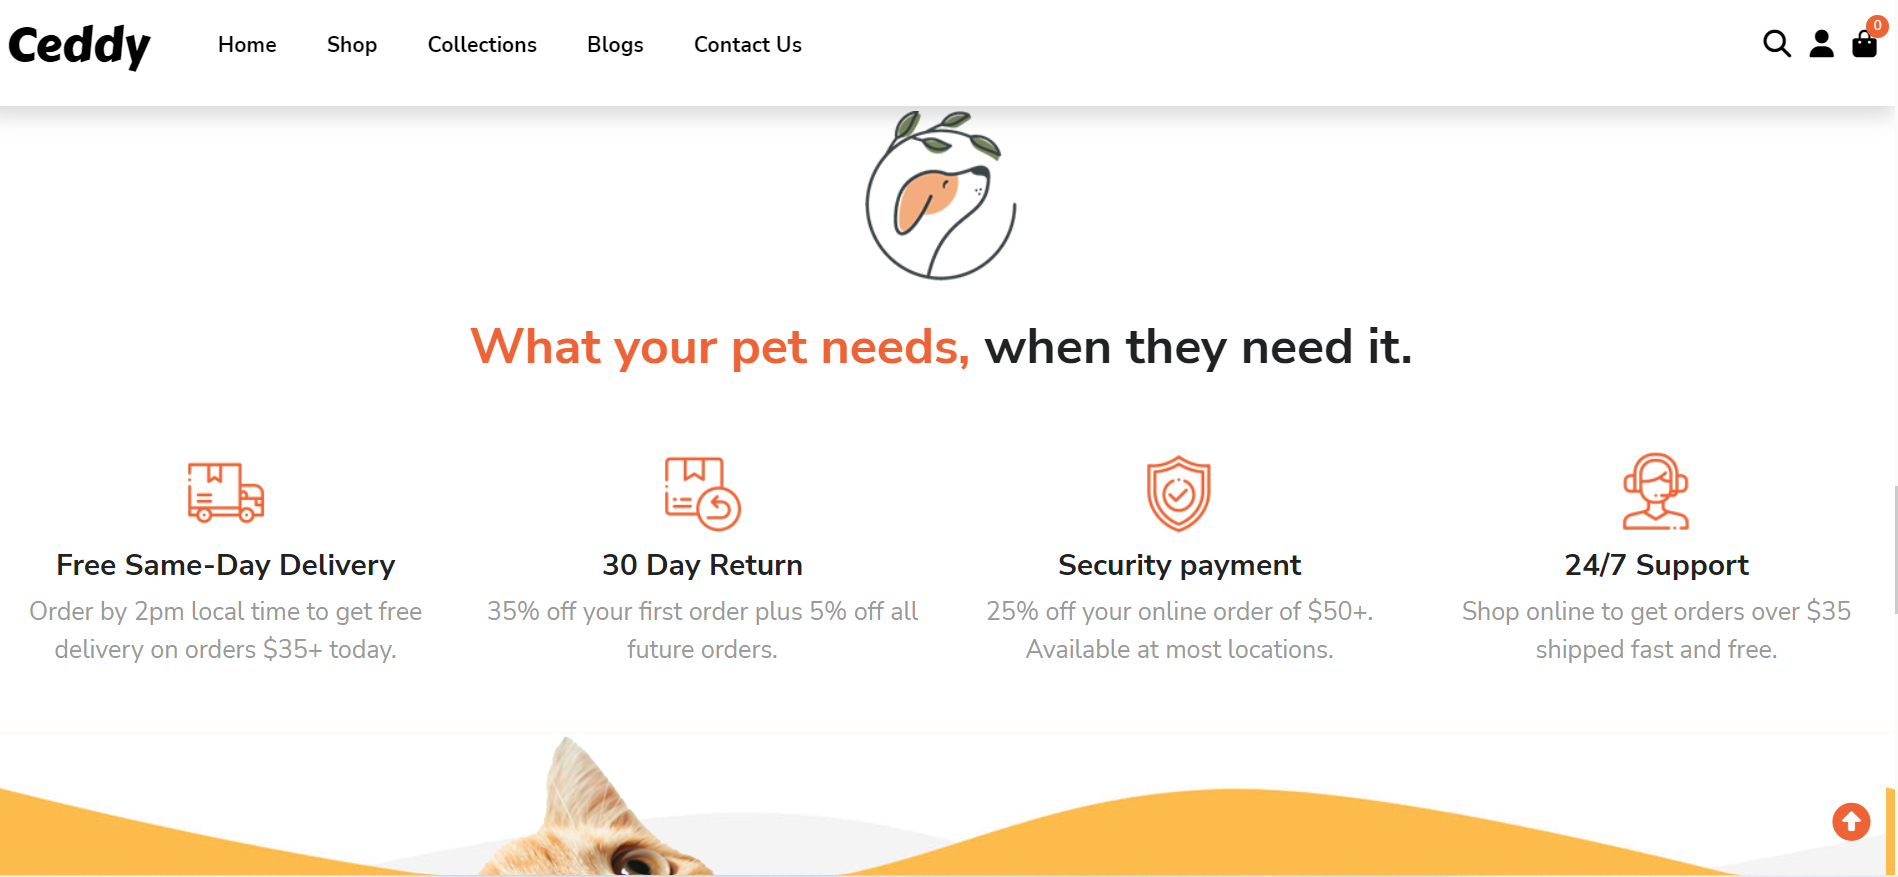 Ceddy
Home
Shop
Collections
Blogs
Contact Us
0
What your pet needs, when they need it.
Free Same-Day Delivery
Order by 2pm local time to get free
delivery on orders $35+ today.
30 Day Return
35% off your first order plus 5% off all
future orders.
Security payment
25% off your online order of $50+.
Available at most locations.
24/7 Support
Shop online to get orders over $35
shipped fast and free.